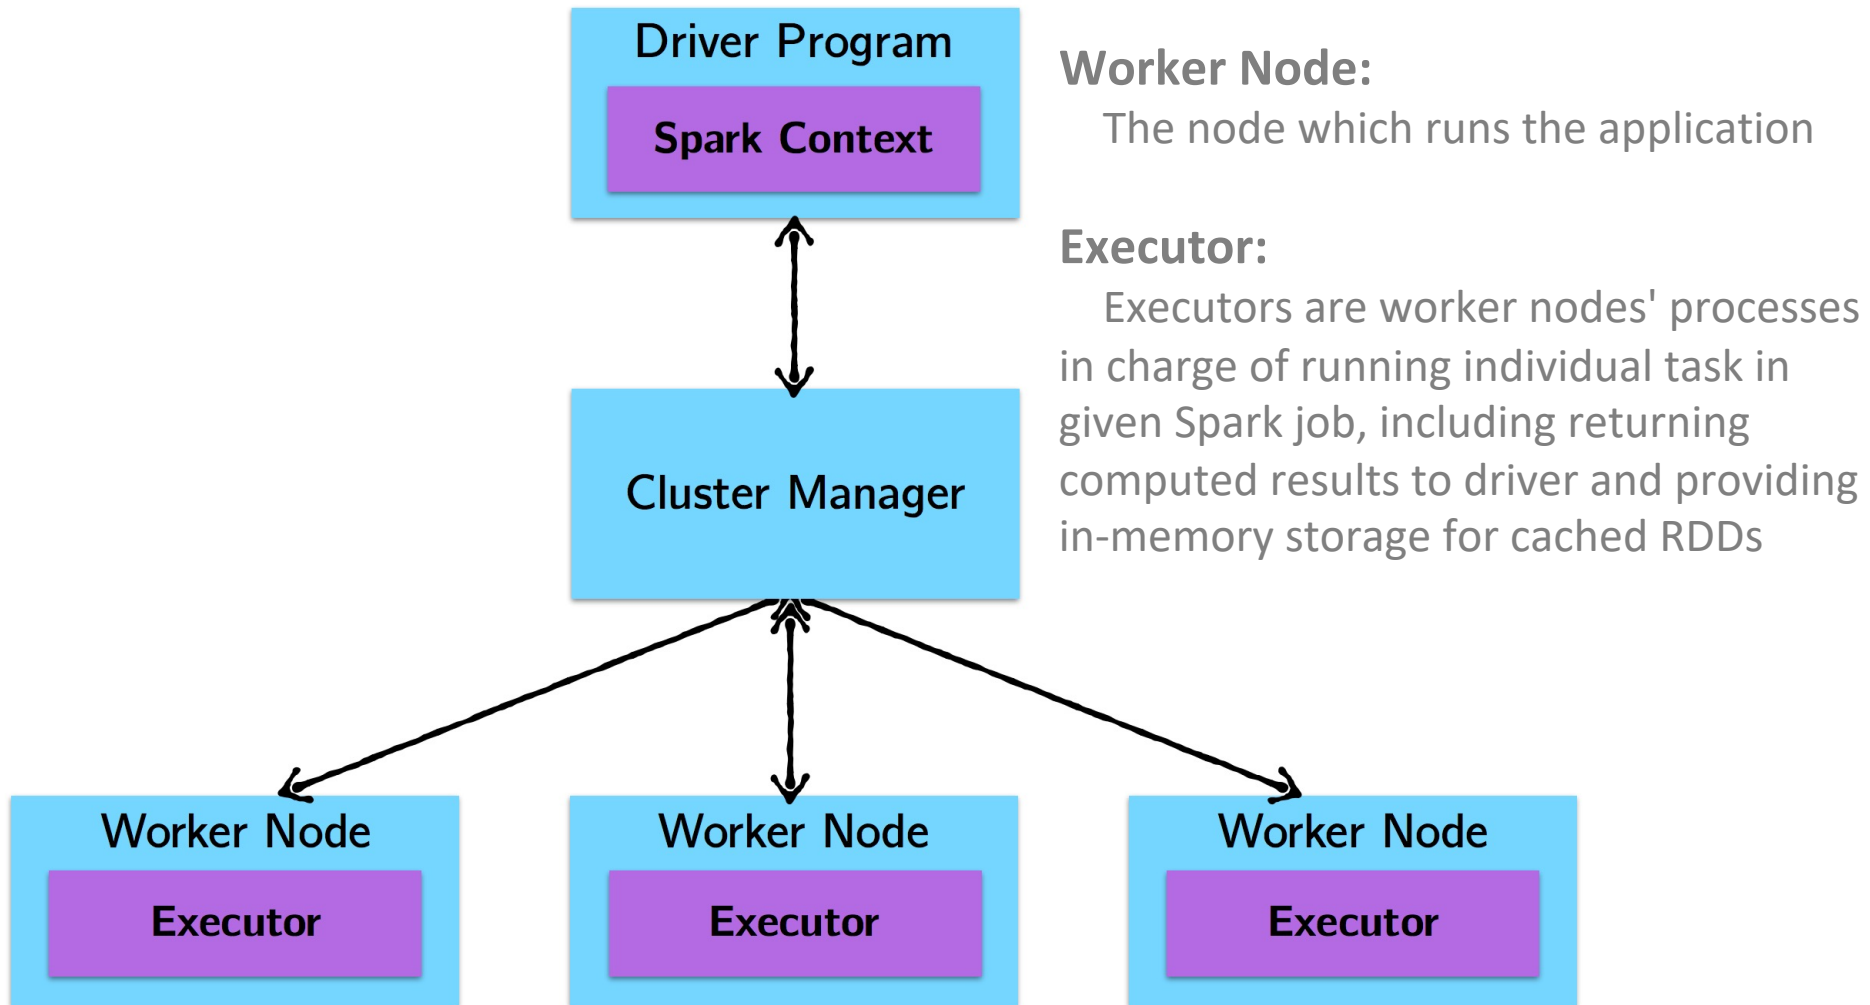 Driver Program
Spark Context
Worker Node:
The node which runs the application
Executor:
Executors are worker nodes' processes
in charge of running individual task in
given Spark job, including returning
computed results to driver and providing
in-memory storage for cached RDDs
Cluster Manager
Worker Node
Executor
Worker Node
Executor
Worker Node
Executor